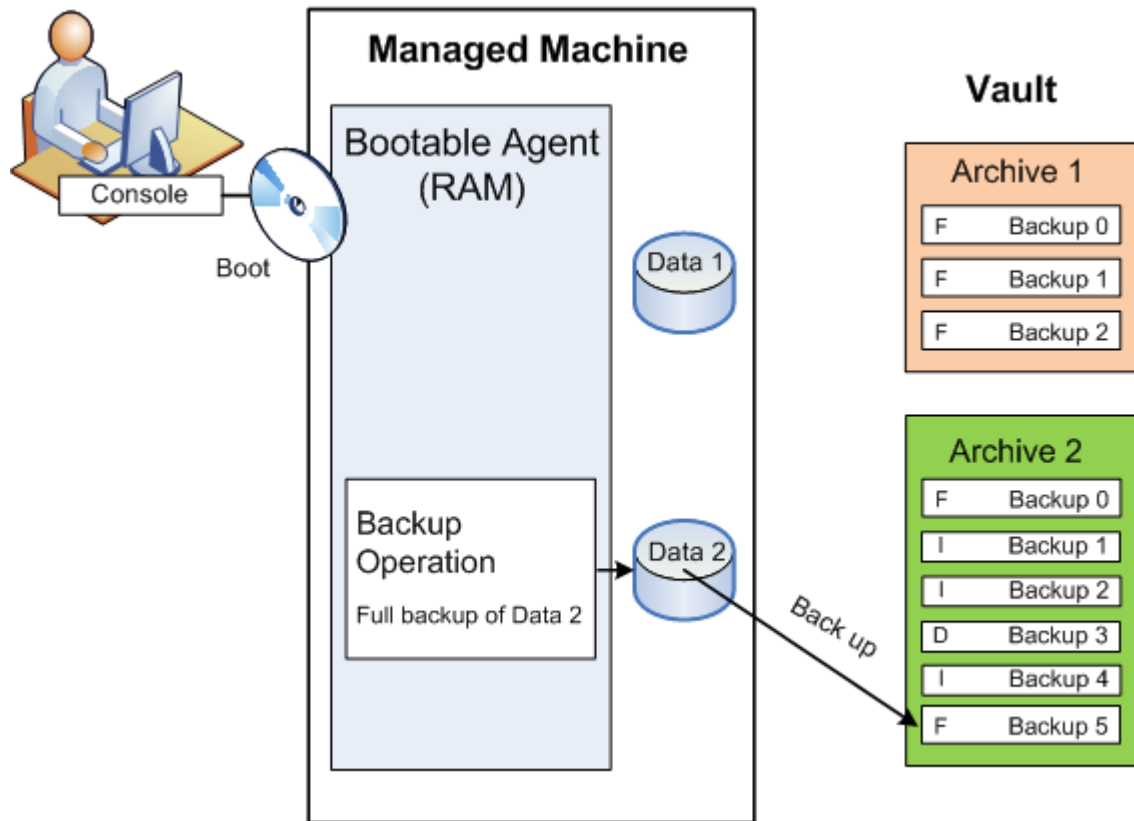 Managed Machine
Vault
Console
Boot
Bootable Agent
(RAM)
Data 1
Backup
Operation
Full backup of Data 2
Data 2
Back up
Archive 1
F Backup 0
F Backup 1
F Backup 2
Archive 2
F Backup 0
I Backup 1
I Backup 2
D Backup 3
I Backup 4
F Backup 5